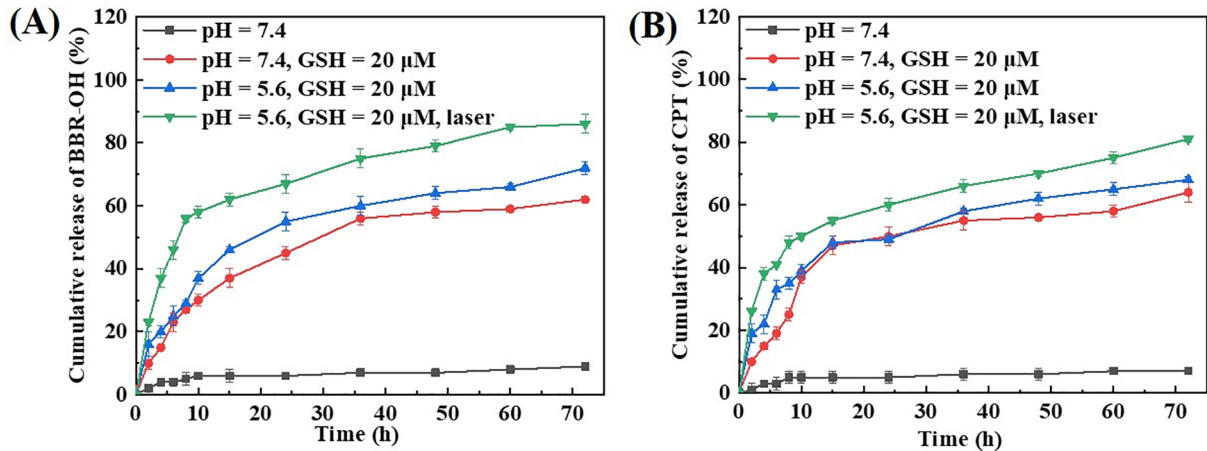 (A)
Cumulative release of BBR-OH (%)
120
100
80
60
40
20
0
pH = 7.4
pH = 7.4, GSH = 20 μM
pH = 5.6, GSH = 20 μM
pH = 5.6, GSH = 20 μM, laser
0 10 20 30 40 50 60 70
Time (h)
(B)
Cumulative release of CPT (%)
120
100
80
60
40
20
0
pH = 7.4
pH = 7.4, GSH = 20 μM
pH = 5.6, GSH = 20 μM
pH = 5.6, GSH = 20 μM, laser
0 10 20 30 40 50 60 70
Time (h)